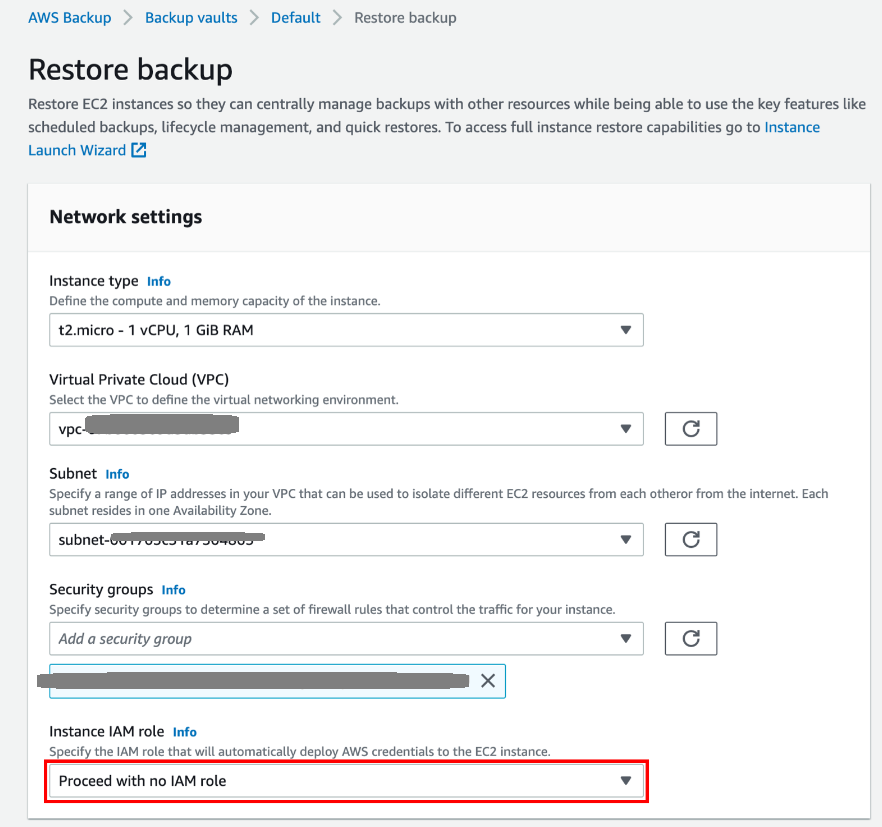 AWS Backup > Backup vaults > Default > Restore backup
Restore backup
Restore EC2 instances so they can centrally manage backups with other resources while being able to use the key features like
scheduled backups, lifecycle management, and quick restores. To access full instance restore capabilities go to Instance
Launch Wizard
Network settings
Instance type Info
Define the compute and memory capacity of the instance.
t2.micro - 1 vCPU, 1 GiB RAM
Virtual Private Cloud (VPC)
Select the VPC to define the virtual networking environment.
vpc-
Subnet Info
Specify a range of IP addresses in your VPC that can be used to isolate different EC2 resources from each otheror from the internet. Each
subnet resides in one Availability Zone.
subnet-
Security groups Info
Specify security groups to determine a set of firewall rules that control the traffic for your instance.
Add a security group
Instance IAM role Info
Specify the IAM role that will automatically deploy AWS credentials to the EC2 instance.
Proceed with no IAM role